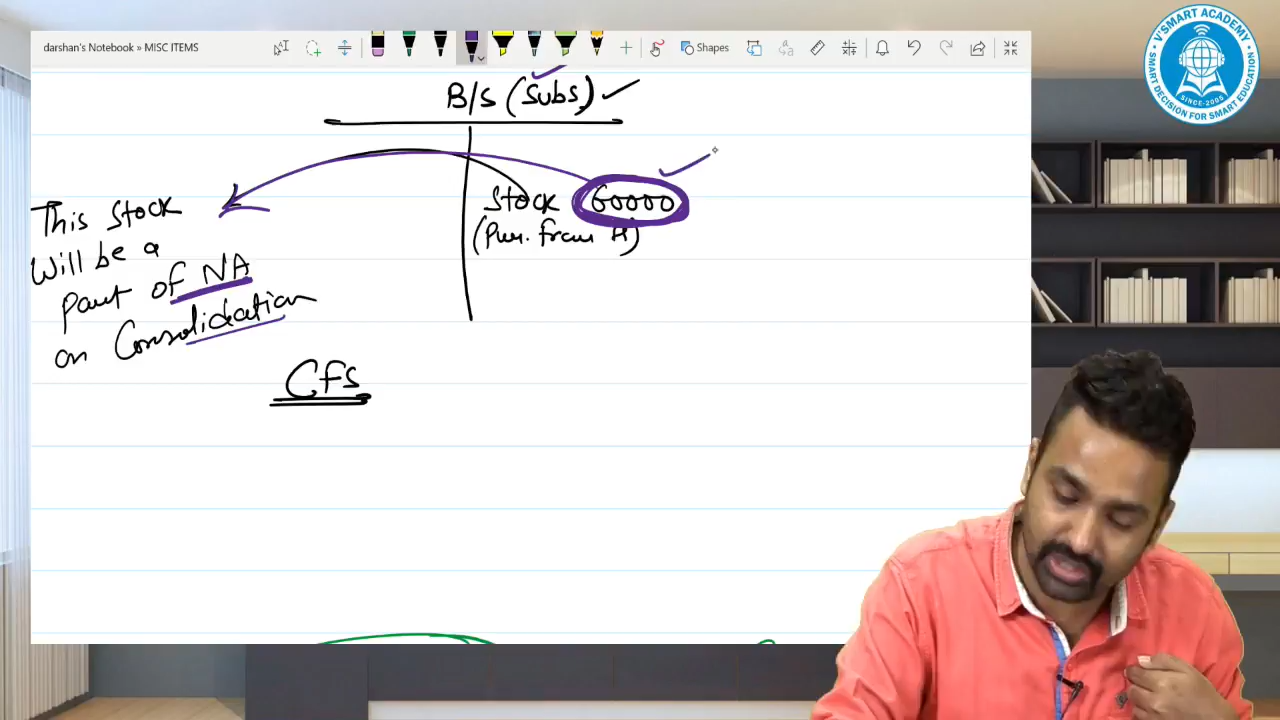 darshan's Notebook » MISC ITEMS
Shapes
B/S (Subs)
Stock 60000
(Pur. from H)
This Stock
Will be a
part of NA
on Consolidation
CFS
V'SMART ACADEMY
SINCE-2005
SMART DECISION FOR SMART EDUCATION